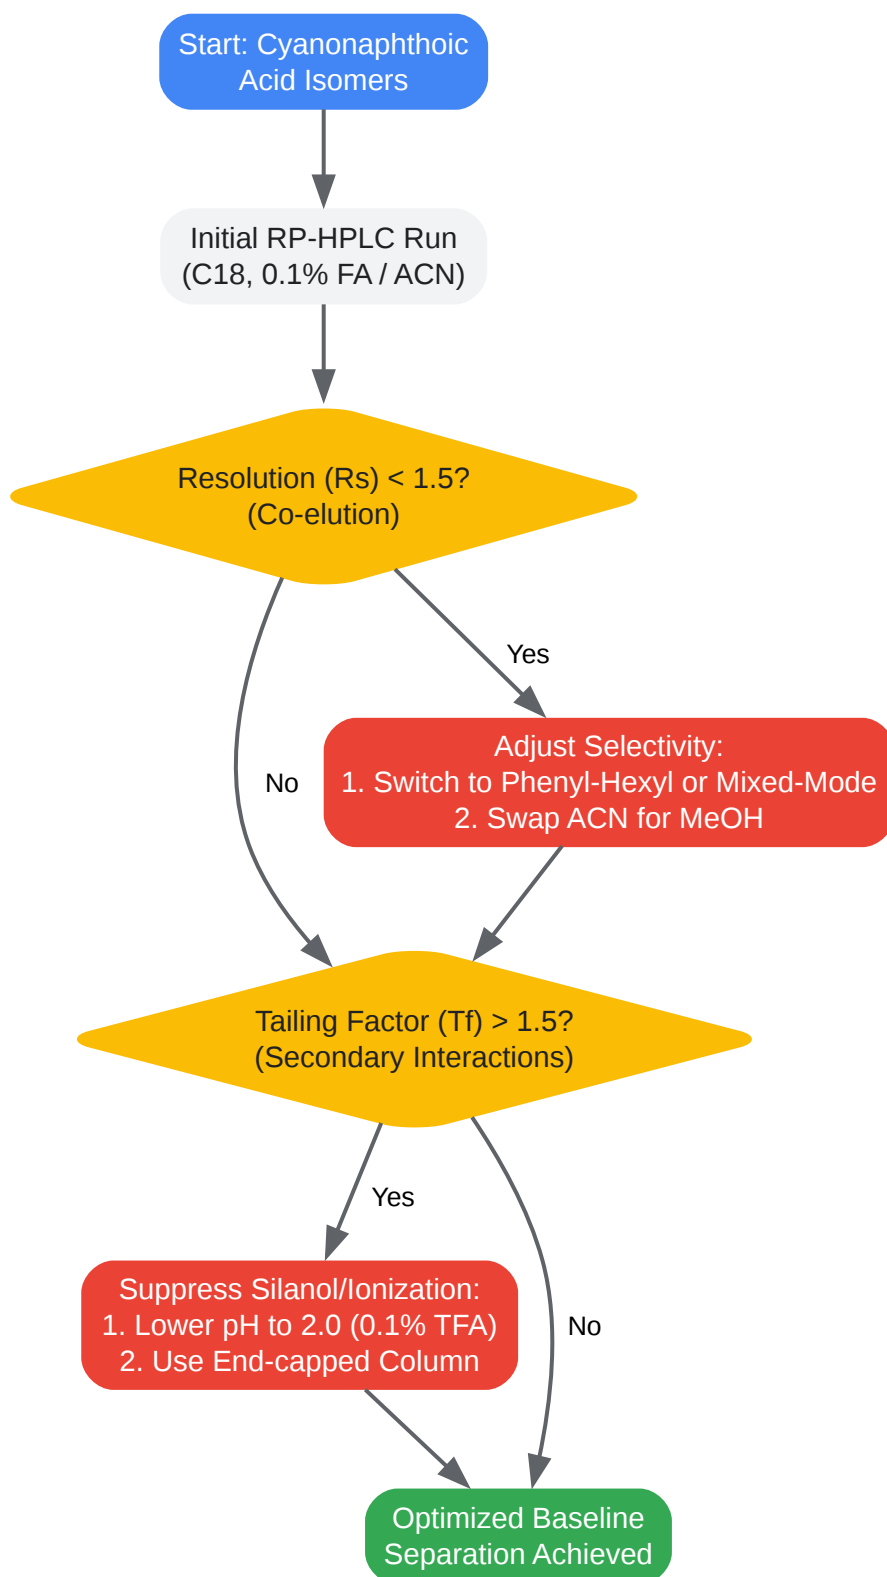 Start: Cyanonaphthoic
Acid Isomers
Initial RP-HPLC Run
(C18, 0.1% FA / ACN)
Resolution (Rs) < 1.5?
(Co-elution)
Yes
No
Adjust Selectivity:
1. Switch to Phenyl-Hexyl or Mixed-Mode
2. Swap ACN for MeOH
Tailing Factor (Tf) > 1.5?
(Secondary Interactions)
Yes
No
Suppress Silanol/Ionization:
1. Lower pH to 2.0 (0.1% TFA)
2. Use End-capped Column
Optimized Baseline
Separation Achieved